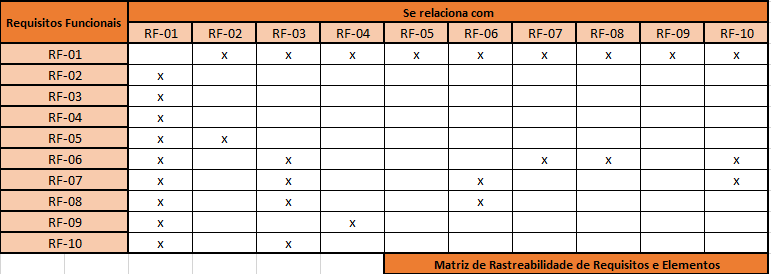 Requisitos Funcionais Se relaciona com
RF-01 RF-02 RF-03 RF-04 RF-05 RF-06 RF-07 RF-08 RF-09 RF-10
RF-01 x x x x x x x x x
RF-02 x
RF-03 x
RF-04 x
RF-05 x x
RF-06 x x x x x
RF-07 x x x x
RF-08 x x x
RF-09 x x
RF-10 x x
Matriz de Rastreabilidade de Requisitos e Elementos